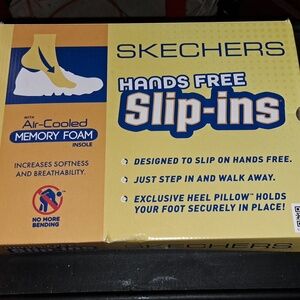 SKECHERS
HANDS FREE
Slip-ins
WITH
Air-Cooled
MEMORY FOAM
INSOLE
INCREASES SOFTNESS
AND BREATHABILITY.
NO MORE
BENDING
DESIGNED TO SLIP ON HANDS FREE.
JUST STEP IN AND WALK AWAY.
EXCLUSIVE HEEL PILLOW™ HOLDS
YOUR FOOT SECURELY IN PLACE!
SKECHERS